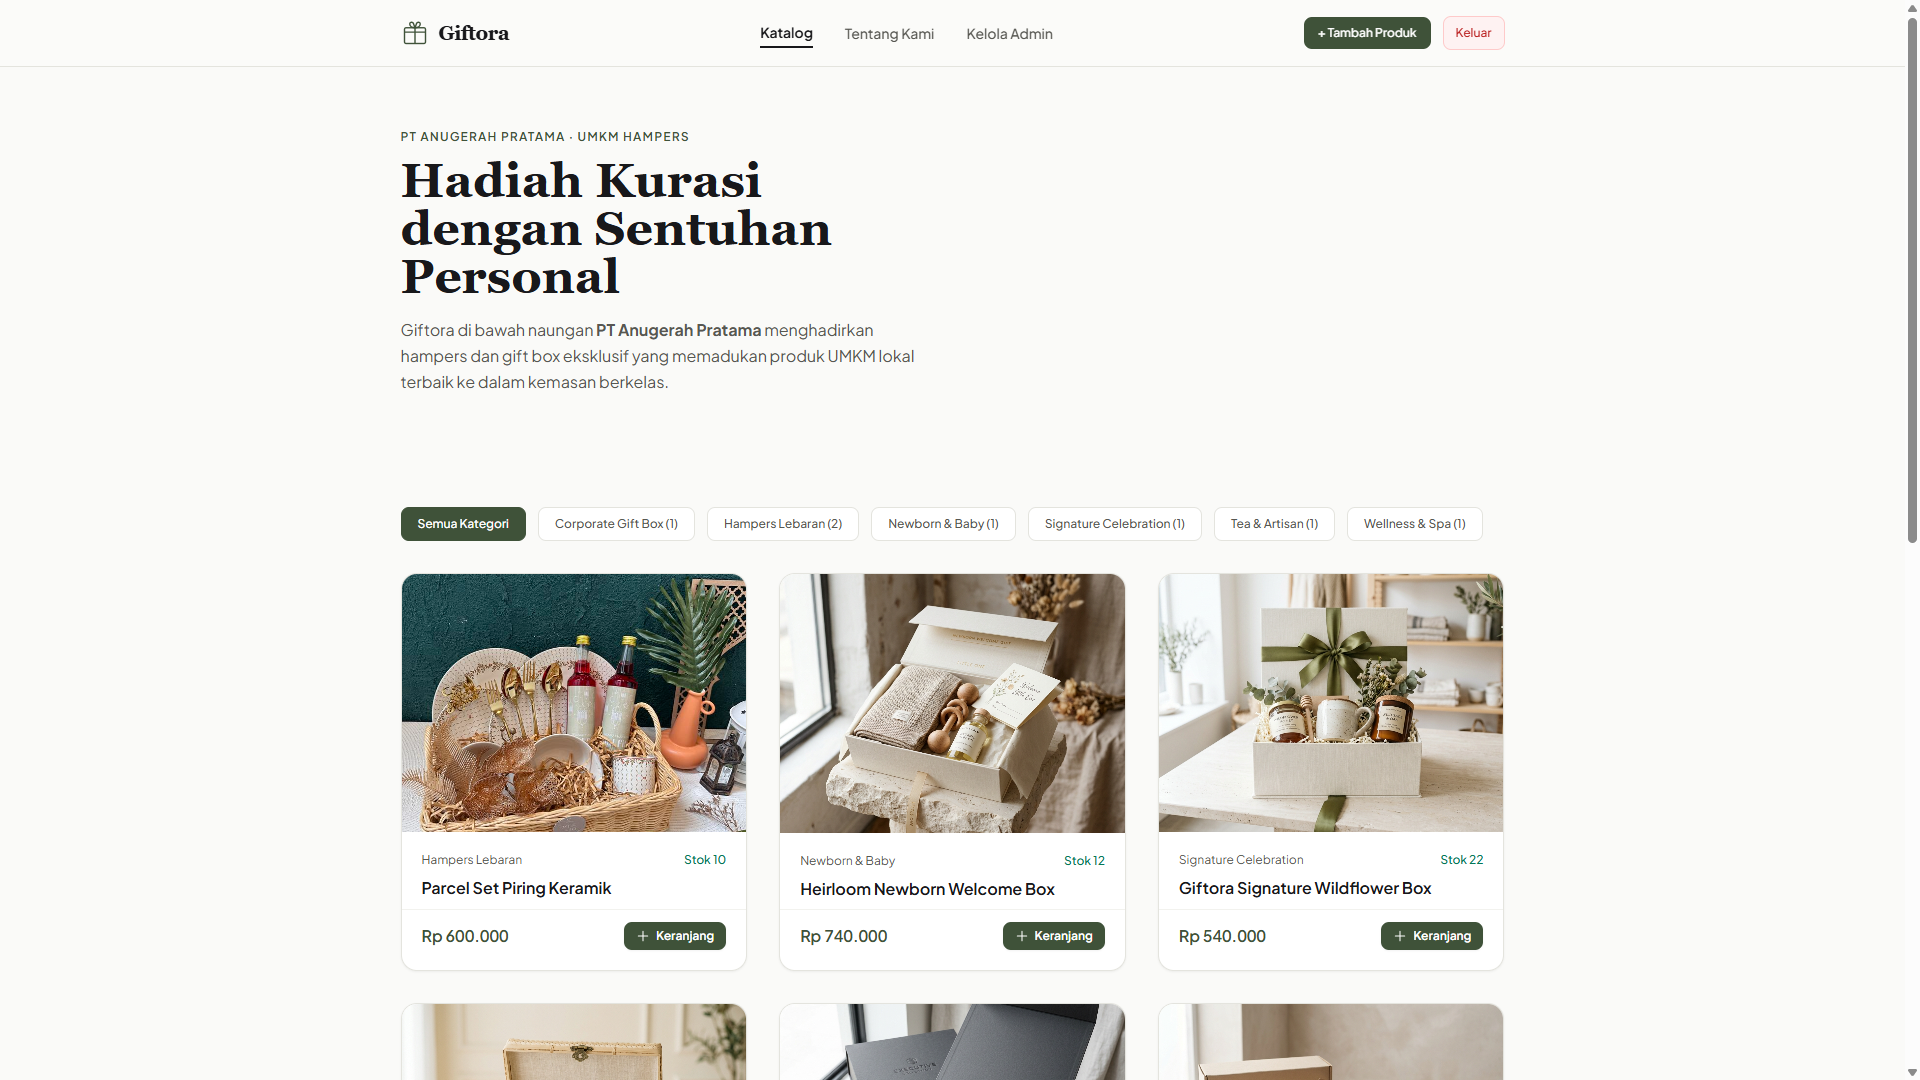 Giftora
Katalog
Tentang Kami
Kelola Admin
+ Tambah Produk
Keluar
PT ANUGERAH PRATAMA · UMKM HAMPERS
Hadiah Kurasi
dengan Sentuhan
Personal
Giftora di bawah naungan PT Anugerah Pratama menghadirkan
hampers dan gift box eksklusif yang memadukan produk UMKM lokal
terbaik ke dalam kemasan berkelas.
Semua Kategori
Corporate Gift Box (1)
Hampers Lebaran (2)
Newborn & Baby (1)
Signature Celebration (1)
Tea & Artisan (1)
Wellness & Spa (1)
Hampers Lebaran
Stok 10
Parcel Set Piring Keramik
Rp 600.000
+ Keranjang
Newborn & Baby
Stok 12
Heirloom Newborn Welcome Box
Rp 740.000
+ Keranjang
Signature Celebration
Stok 22
Giftora Signature Wildflower Box
Rp 540.000
+ Keranjang
EXECUTIVE